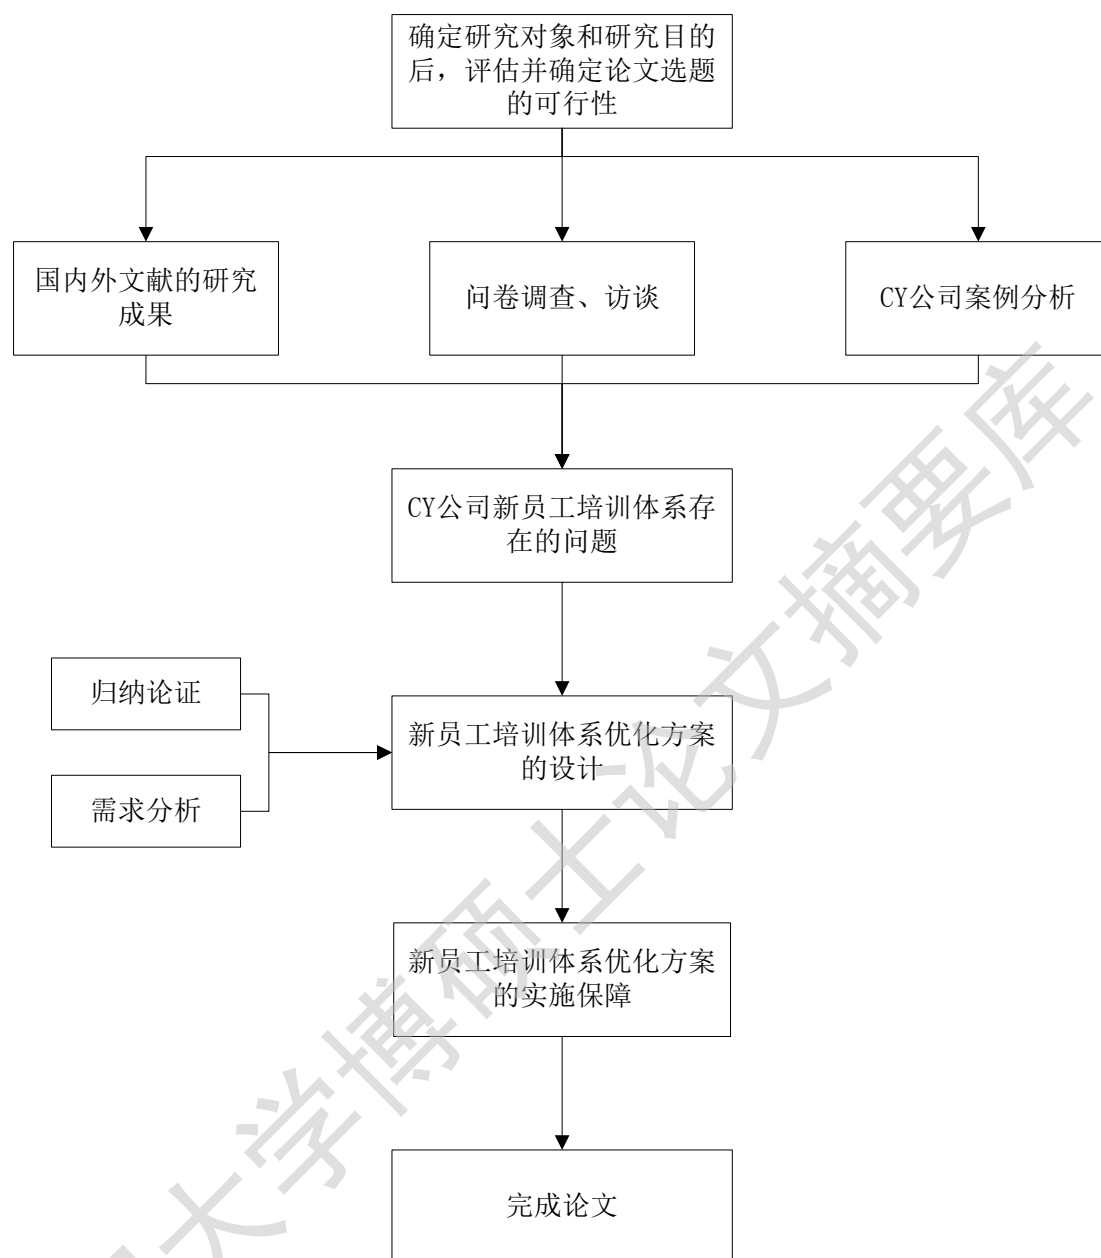 确定研究对象和研究目的
后，评估并确定论文选题
的可行性
国内外文献的研究
成果
问卷调查、访谈
CY公司案例分析
CY公司新员工培训体系存
在的问题
归纳论证
需求分析
新员工培训体系优化方案
的设计
新员工培训体系优化方案
的实施保障
完成论文
大学博硕士论文摘要库